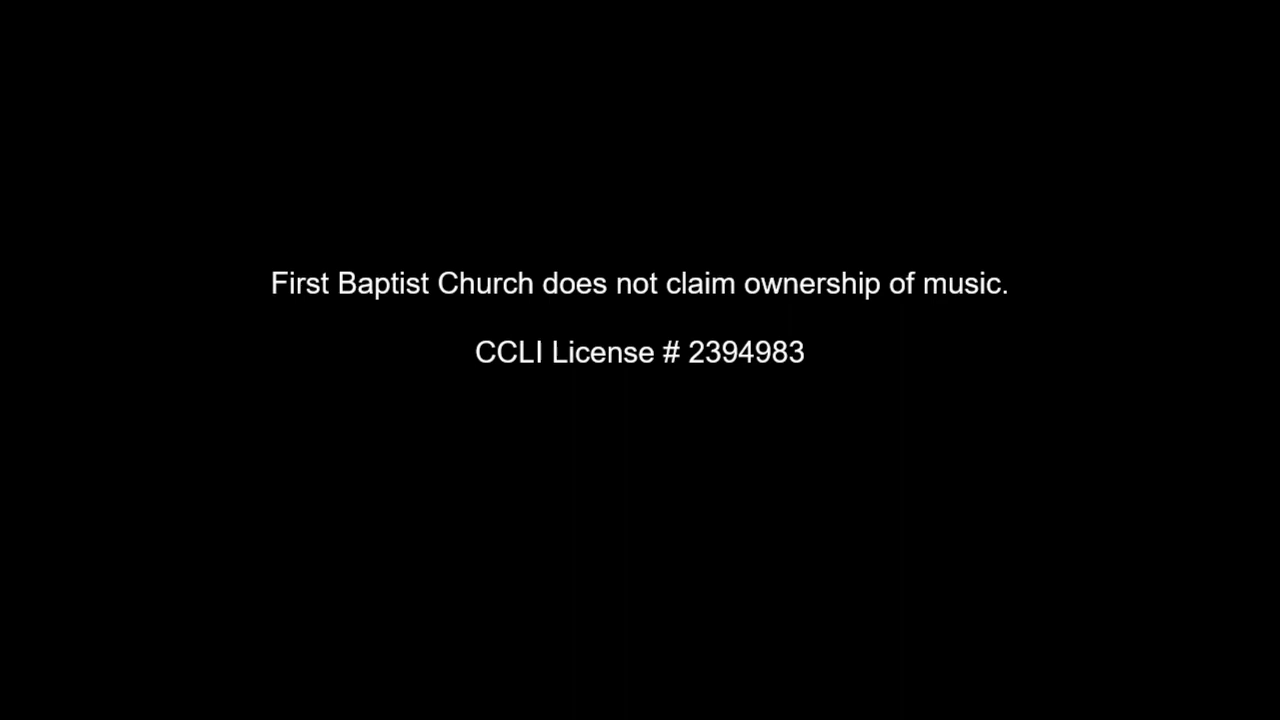 First Baptist Church does not claim ownership of music.
CCLI License # 2394983